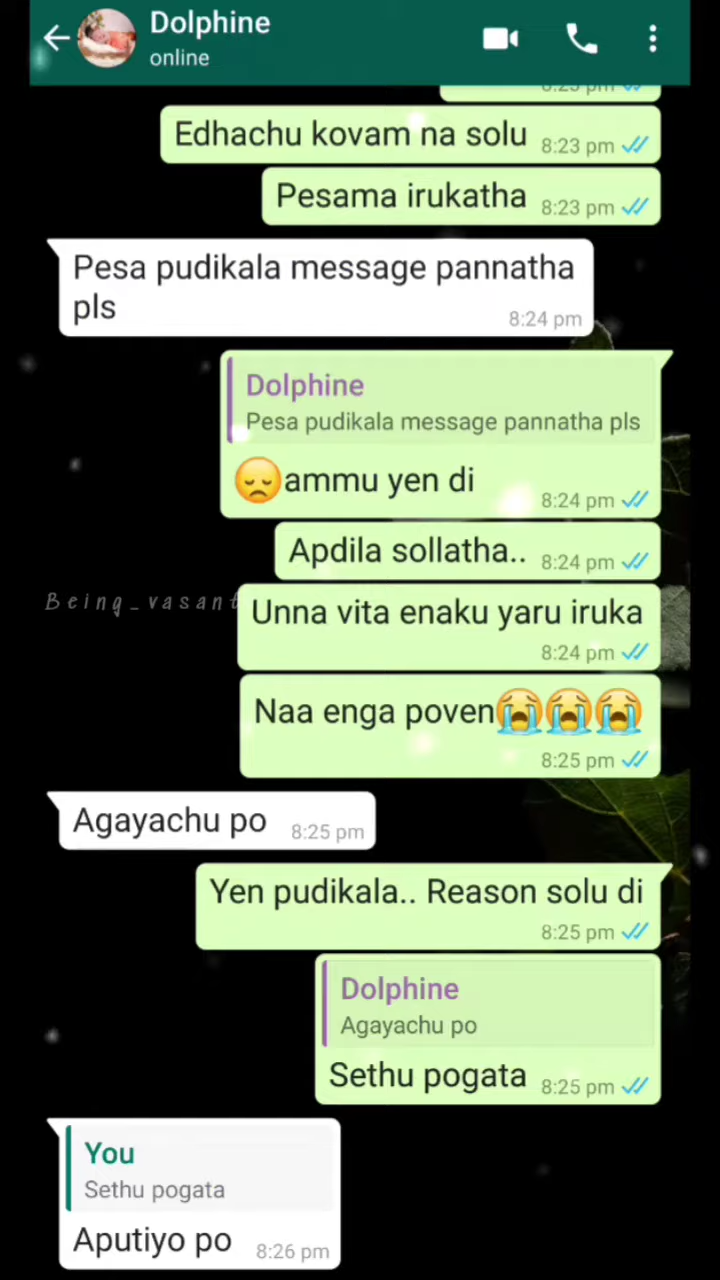 Dolphine
online
8:23 pm
Edhachu kovam na solu 8:23 pm
Pesama irukatha 8:23 pm
Pesa pudikala message pannatha
pls 8:24 pm
Dolphine
Pesa pudikala message pannatha pls
😞ammu yen di 8:24 pm
Apdila sollatha.. 8:24 pm
Being_vasant
Unna vita enaku yaru iruka
8:24 pm
Naa enga poven😭😭😭
8:25 pm
Agayachu po 8:25 pm
Yen pudikala.. Reason solu di
8:25 pm
Dolphine
Agayachu po
Sethu pogata 8:25 pm
You
Sethu pogata
Aputiyo po 8:26 pm